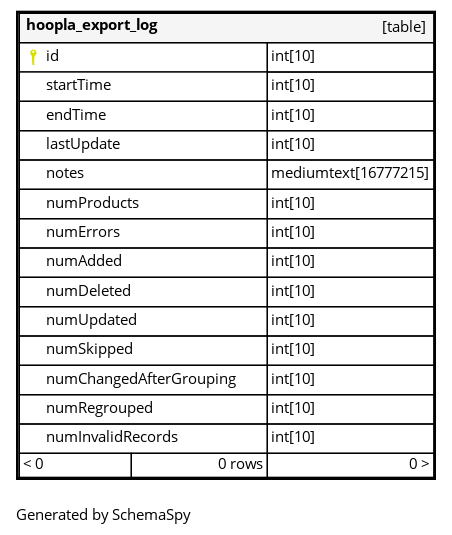 hoopla_export_log [table]
id int[10]
startTime int[10]
endTime int[10]
lastUpdate int[10]
notes mediumtext[16777215]
numProducts int[10]
numErrors int[10]
numAdded int[10]
numDeleted int[10]
numUpdated int[10]
numSkipped int[10]
numChangedAfterGrouping int[10]
numRegrouped int[10]
numInvalidRecords int[10]
< 0 0 rows 0 >
Generated by SchemaSpy